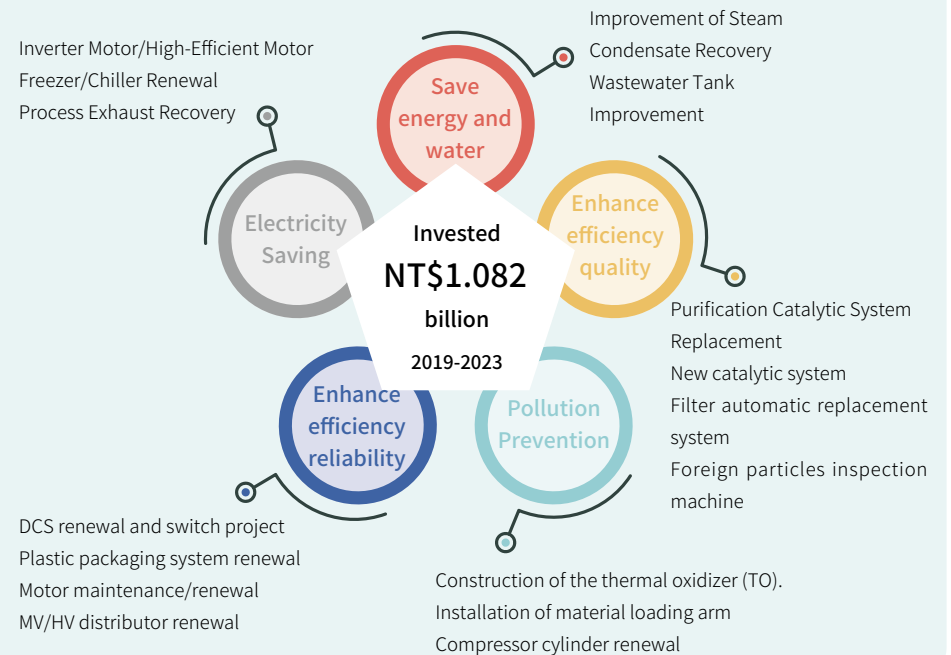 Improvement of Steam
Condensate Recovery
Wastewater Tank
Improvement
Inverter Motor/High-Efficient Motor
Freezer/Chiller Renewal
Process Exhaust Recovery
Save
energy and
water
Electricity
Saving
Enhance
efficiency
quality
Invested
NT$1.082
billion
2019-2023
Purification Catalytic System
Replacement
New catalytic system
Filter automatic replacement
system
Foreign particles inspection
machine
Enhance
efficiency
reliability
Pollution
Prevention
DCS renewal and switch project
Plastic packaging system renewal
Motor maintenance/renewal
MV/HV distributor renewal
Construction of the thermal oxidizer (TO).
Installation of material loading arm
Compressor cylinder renewal